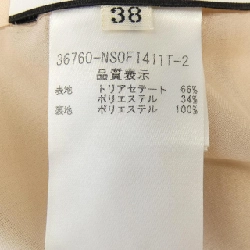 38
36760-NSOFI411T-2
品質表示
表地 トリアセテート 66%
ポリエステル 34%
裏地 ポリエステル 100%